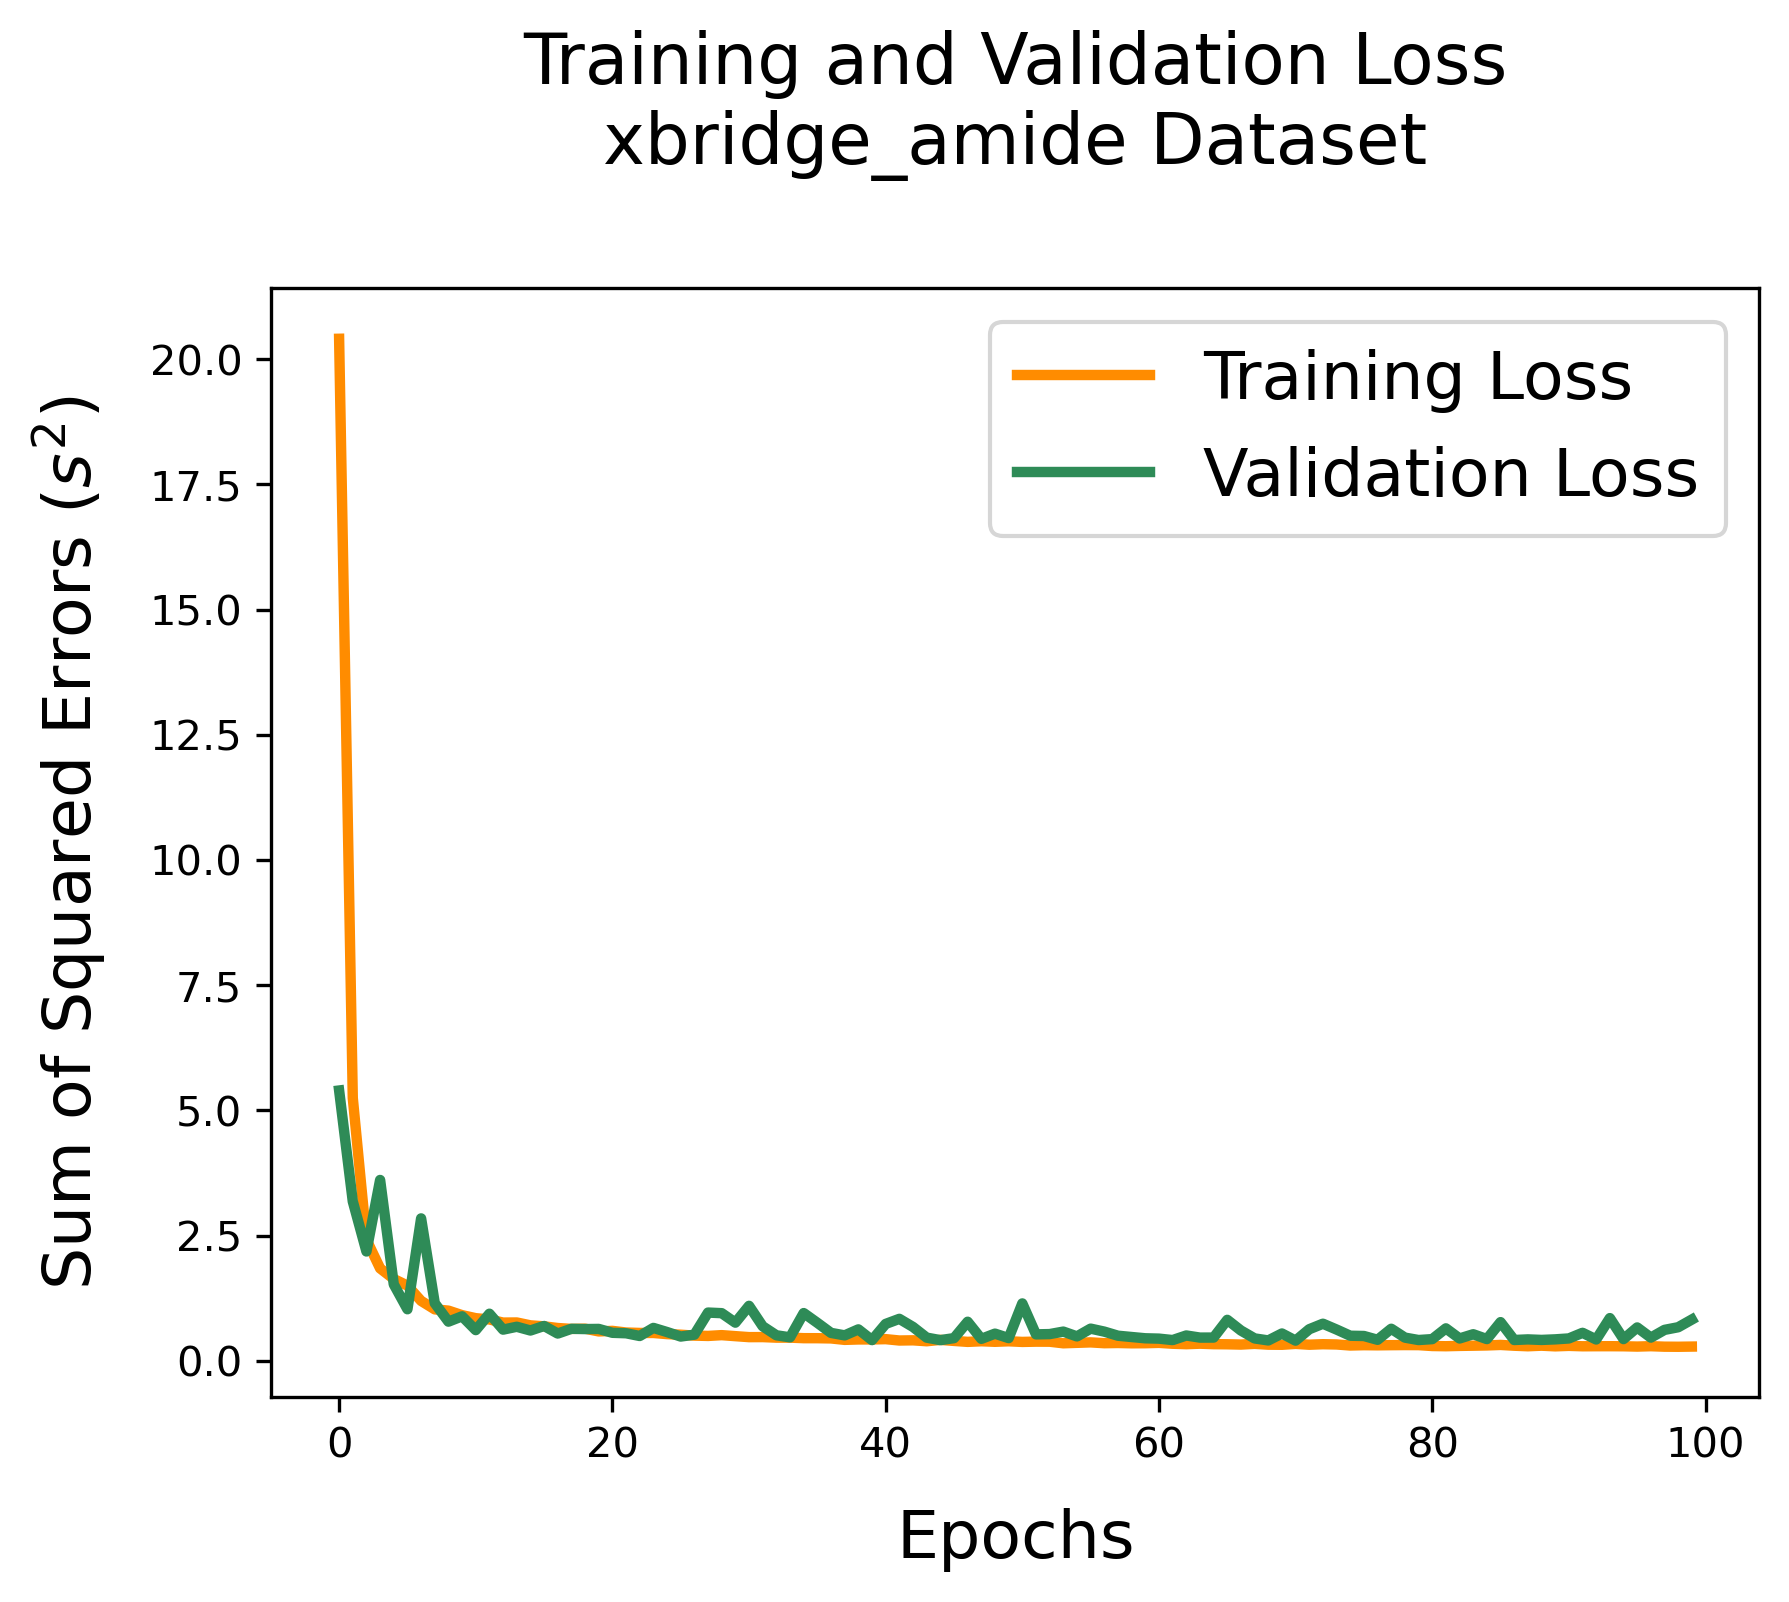 Training and Validation Loss
xbridge_amide Dataset
Training Loss
Validation Loss
Sum of Squared Errors (s²)
20.0
17.5
15.0
12.5
10.0
7.5
5.0
2.5
0.0
0 20 40 60 80 100
Epochs